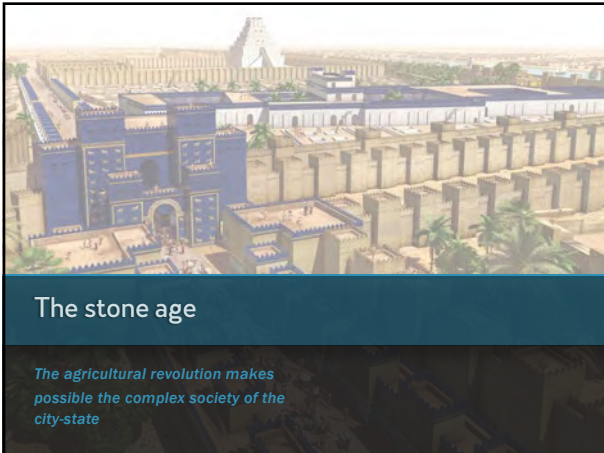 The stone age
The agricultural revolution makes
possible the complex society of the
city-state